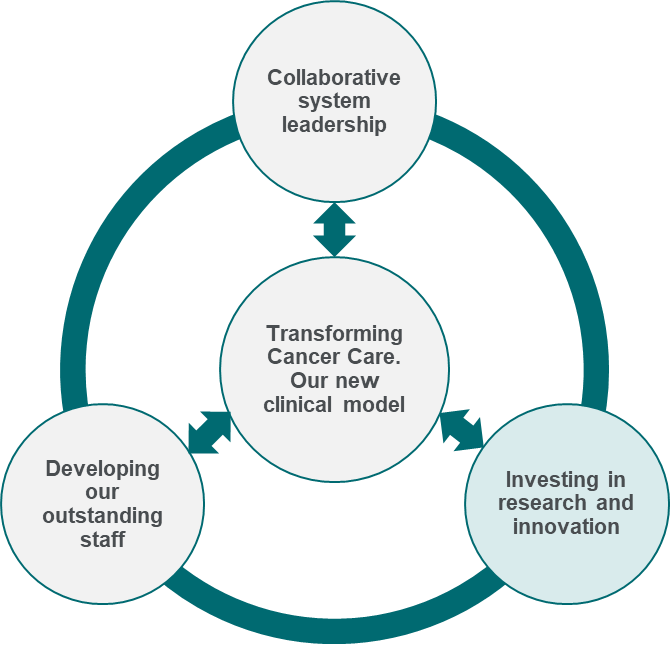 Collaborative
system
leadership
Transforming
Cancer Care.
Our new
clinical model
Developing
our
outstanding
staff
Investing in
research and
innovation